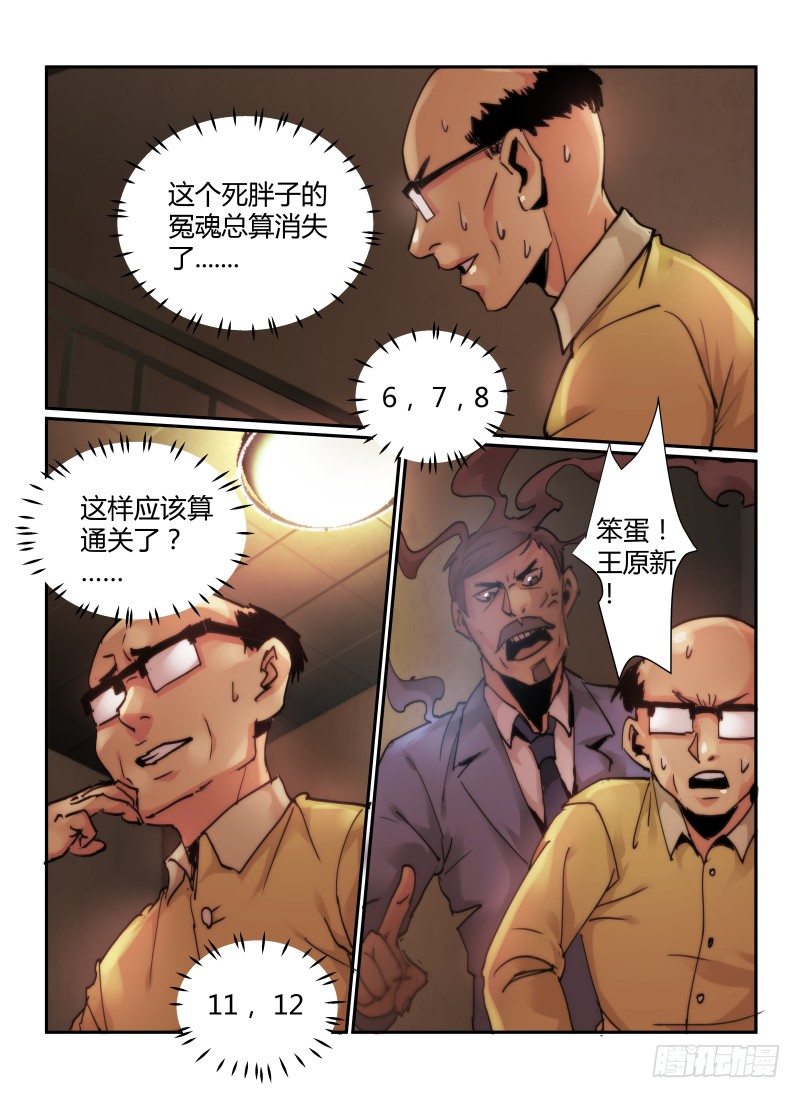 这个死胖子的
冤魂总算消失
了.......
6，7，8
这样应该算
通关了？
......
笨蛋！
王原新
！
11，12
腾讯动漫